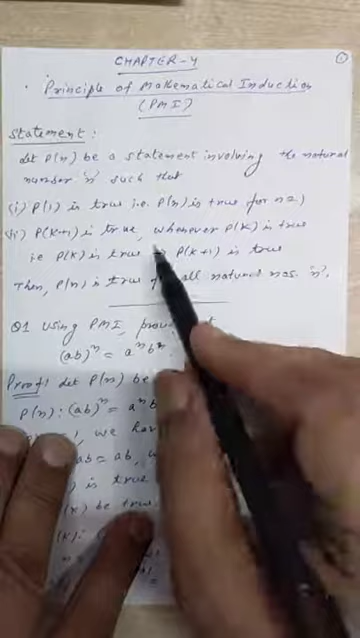 ①
CHAPTER-4
Principle of Mathematical Induction
(PMI)
Statement:
Let P(n) be a statement involving the natural
number 'n' such that
(i) P(1) is true i.e. P(n) is true for n=1
(ii) P(k+1) is true, whenever P(k) is true
i.e P(k) is true P(k+1) is true
Then, P(n) is true all natural nos. 'n'.
Q1 Using PMI, prove
(ab)ⁿ = aⁿbⁿ
Proof: Let P(n) be
P(n): (ab)ⁿ = aⁿb
, we have
ab = ab,
) is true
(k) be true
(k):